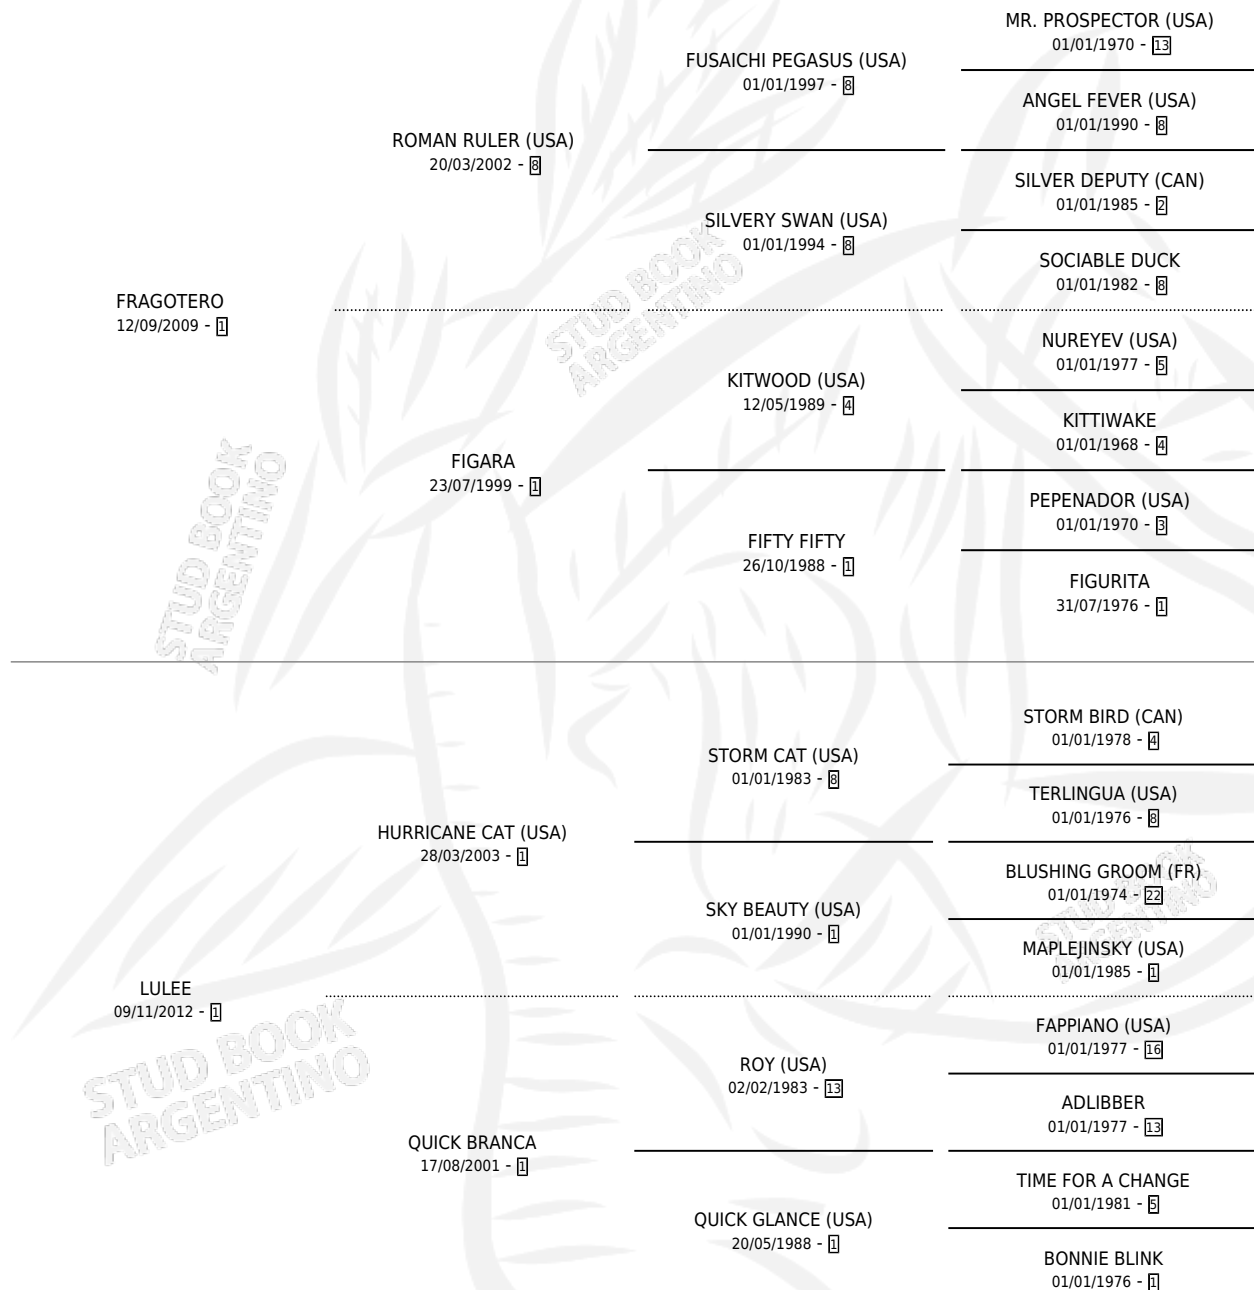 MR. PROSPECTOR (USA)
01/01/1970 - 13
FUSAICHI PEGASUS (USA)
01/01/1997 - 8
ANGEL FEVER (USA)
01/01/1990 - 8
ROMAN RULER (USA)
20/03/2002 - 8
SILVER DEPUTY (CAN)
01/01/1985 - 2
SILVERY SWAN (USA)
01/01/1994 - 8
SOCIABLE DUCK
01/01/1982 - 8
FRAGOTERO
12/09/2009 - 1
NUREYEV (USA)
01/01/1977 - 5
KITWOOD (USA)
12/05/1989 - 4
KITTIWAKE
01/01/1968 - 4
FIGARA
23/07/1999 - 1
PEPENADOR (USA)
01/01/1970 - 3
FIFTY FIFTY
26/10/1988 - 1
FIGURITA
31/07/1976 - 1
STORM BIRD (CAN)
01/01/1978 - 4
STORM CAT (USA)
01/01/1983 - 8
TERLINGUA (USA)
01/01/1976 - 8
HURRICANE CAT (USA)
28/03/2003 - 1
BLUSHING GROOM (FR)
01/01/1974 - 22
SKY BEAUTY (USA)
01/01/1990 - 1
MAPLEJINSKY (USA)
01/01/1985 - 1
LULEE
09/11/2012 - 1
FAPPIANO (USA)
01/01/1977 - 16
ROY (USA)
02/02/1983 - 13
ADLIBBER
01/01/1977 - 13
QUICK BRANCA
17/08/2001 - 1
TIME FOR A CHANGE
01/01/1981 - 5
QUICK GLANCE (USA)
20/05/1988 - 1
BONNIE BLINK
01/01/1976 - 1
STUD BOOK
ARGENTINO
STUD BOOK
ARGENTINO
STUD BOOK
ARGENTINO
STUD BOOK
ARGENTINO